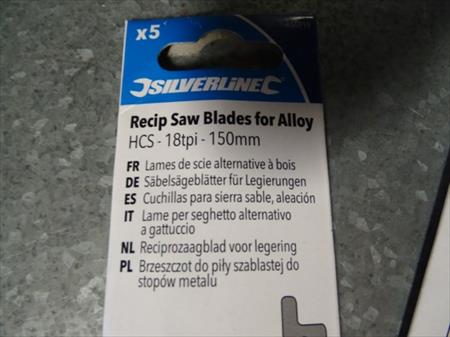 x5
SILVERLINE
Recip Saw Blades for Alloy
HCS - 18tpi - 150mm
FR Lames de scie alternative à bois
DE Säbelsägeblätter für Legierungen
ES Cuchillas para sierra sable, aleación
IT Lame per seghetto alternativo
a gattuccio
NL Reciprozaagblad voor legering
PL Brzeszczot do piły szablastej do
stopów metalu